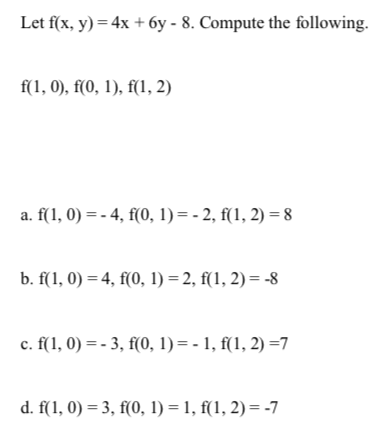 Let f(x, y) = 4x + 6y - 8. Compute the following.
f(1, 0), f(0, 1), f(1, 2)
a. f(1, 0) = - 4, f(0, 1) = - 2, f(1, 2) = 8
b. f(1, 0) = 4, f(0, 1) = 2, f(1, 2) = -8
c. f(1, 0) = - 3, f(0, 1) = - 1, f(1, 2) =7
d. f(1, 0) = 3, f(0, 1) = 1, f(1, 2) = -7